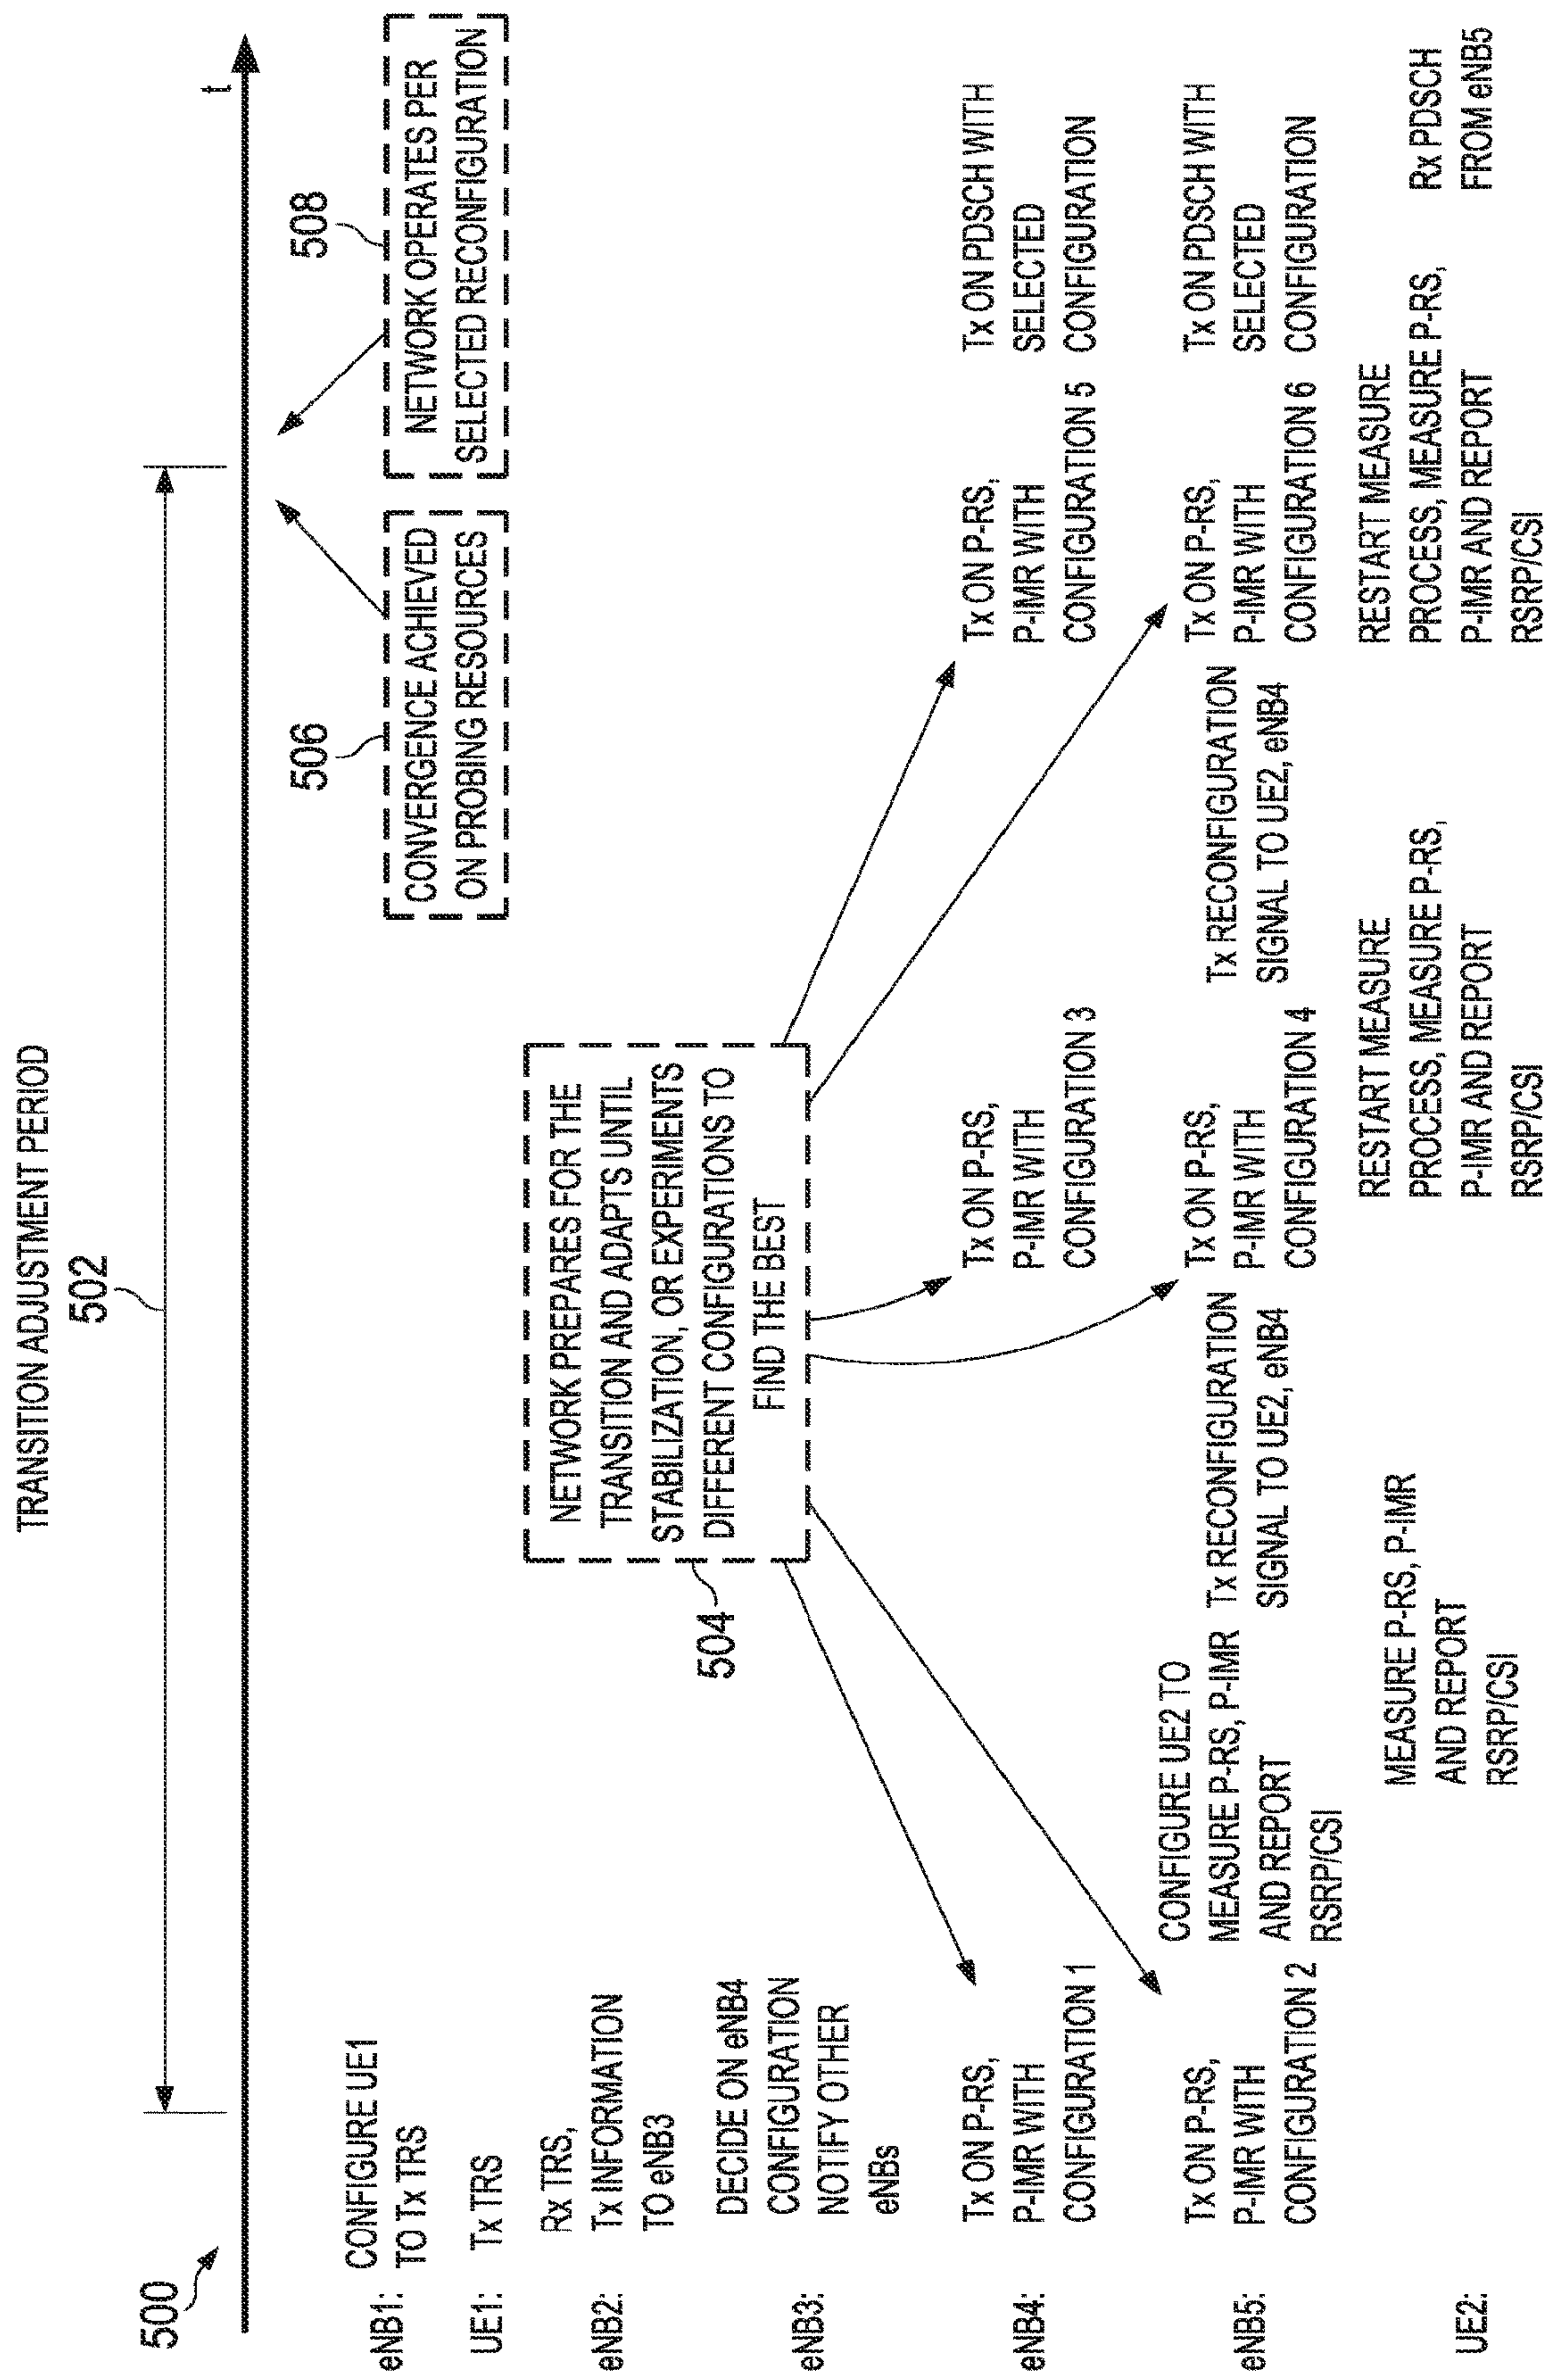 TRANSITION ADJUSTMENT PERIOD
502
500
t
506
508
CONVERGENCE ACHIEVED
ON PROBING RESOURCES
NETWORK OPERATES PER
SELECTED RECONFIGURATION
504
NETWORK PREPARES FOR THE
TRANSITION AND ADAPTS UNTIL
STABILIZATION, OR EXPERIMENTS
DIFFERENT CONFIGURATIONS TO
FIND THE BEST
eNB1:
CONFIGURE UE1
TO Tx TRS
UE1:
Tx TRS
eNB2:
Rx TRS,
Tx INFORMATION
TO eNB3
eNB3:
DECIDE ON eNB4
CONFIGURATION
NOTIFY OTHER
eNBs
eNB4:
Tx ON P-RS,
P-IMR WITH
CONFIGURATION 1
Tx ON P-RS,
P-IMR WITH
CONFIGURATION 3
Tx ON P-RS,
P-IMR WITH
CONFIGURATION 5
Tx ON PDSCH WITH
SELECTED
CONFIGURATION
eNB5:
Tx ON P-RS,
P-IMR WITH
CONFIGURATION 2
CONFIGURE UE2 TO
MEASURE P-RS, P-IMR
AND REPORT
RSRP/CSI
Tx RECONFIGURATION
SIGNAL TO UE2, eNB4
Tx ON P-RS,
P-IMR WITH
CONFIGURATION 4
Tx RECONFIGURATION
SIGNAL TO UE2, eNB4
Tx ON P-RS,
P-IMR WITH
CONFIGURATION 6
Tx ON PDSCH WITH
SELECTED
CONFIGURATION
UE2:
MEASURE P-RS, P-IMR
AND REPORT
RSRP/CSI
RESTART MEASURE
PROCESS, MEASURE P-RS,
P-IMR AND REPORT
RSRP/CSI
RESTART MEASURE
PROCESS, MEASURE P-RS,
P-IMR AND REPORT
RSRP/CSI
Rx PDSCH
FROM eNB5